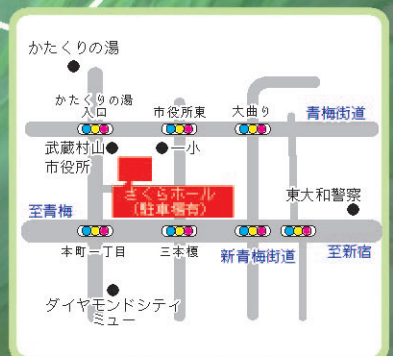 かたくりの湯
かたくりの湯
入口
市役所東
大曲り
青梅街道
武蔵村山
市役所
一小
さくらホール
(駐車場有)
東大和警察
至青梅
本町一丁目
三本榎
新青梅街道
至新宿
ダイヤモンドシティ
ミュー